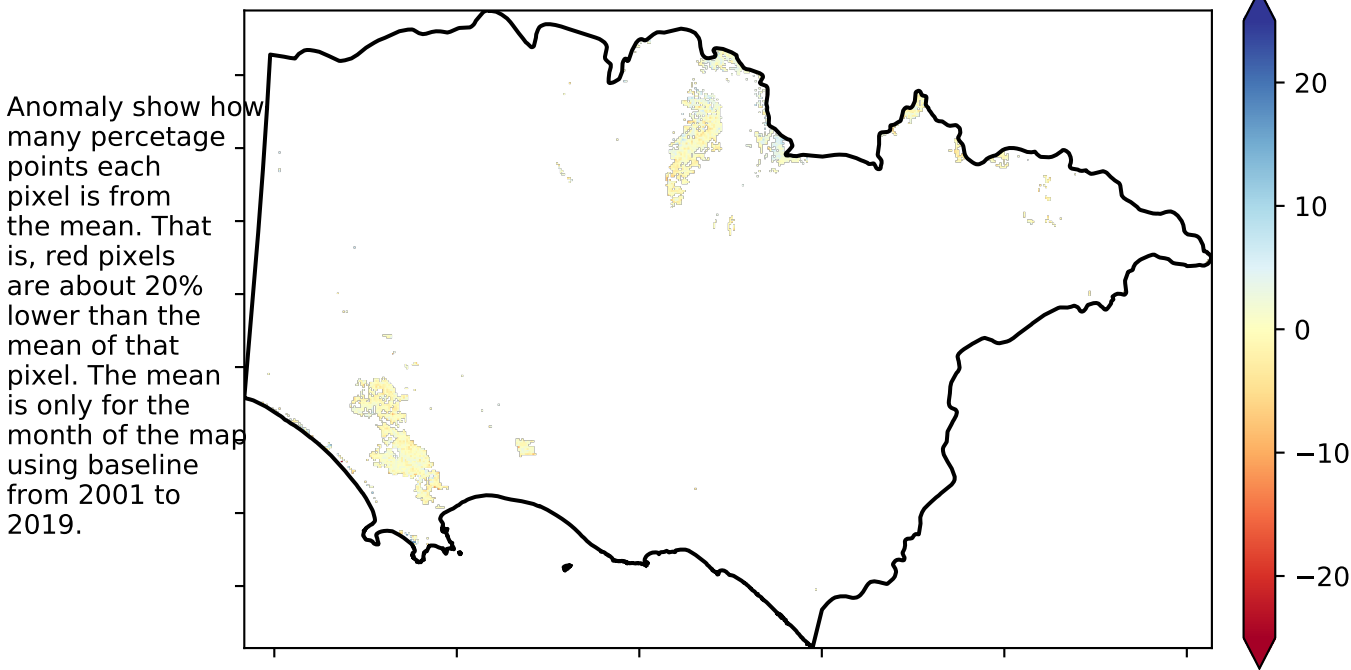 Anomaly show how
many percetage
points each
pixel is from
the mean. That
is, red pixels
are about 20%
lower than the
mean of that
pixel. The mean
is only for the
month of the map
using baseline
from 2001 to
2019.
20
10
0
−10
−20